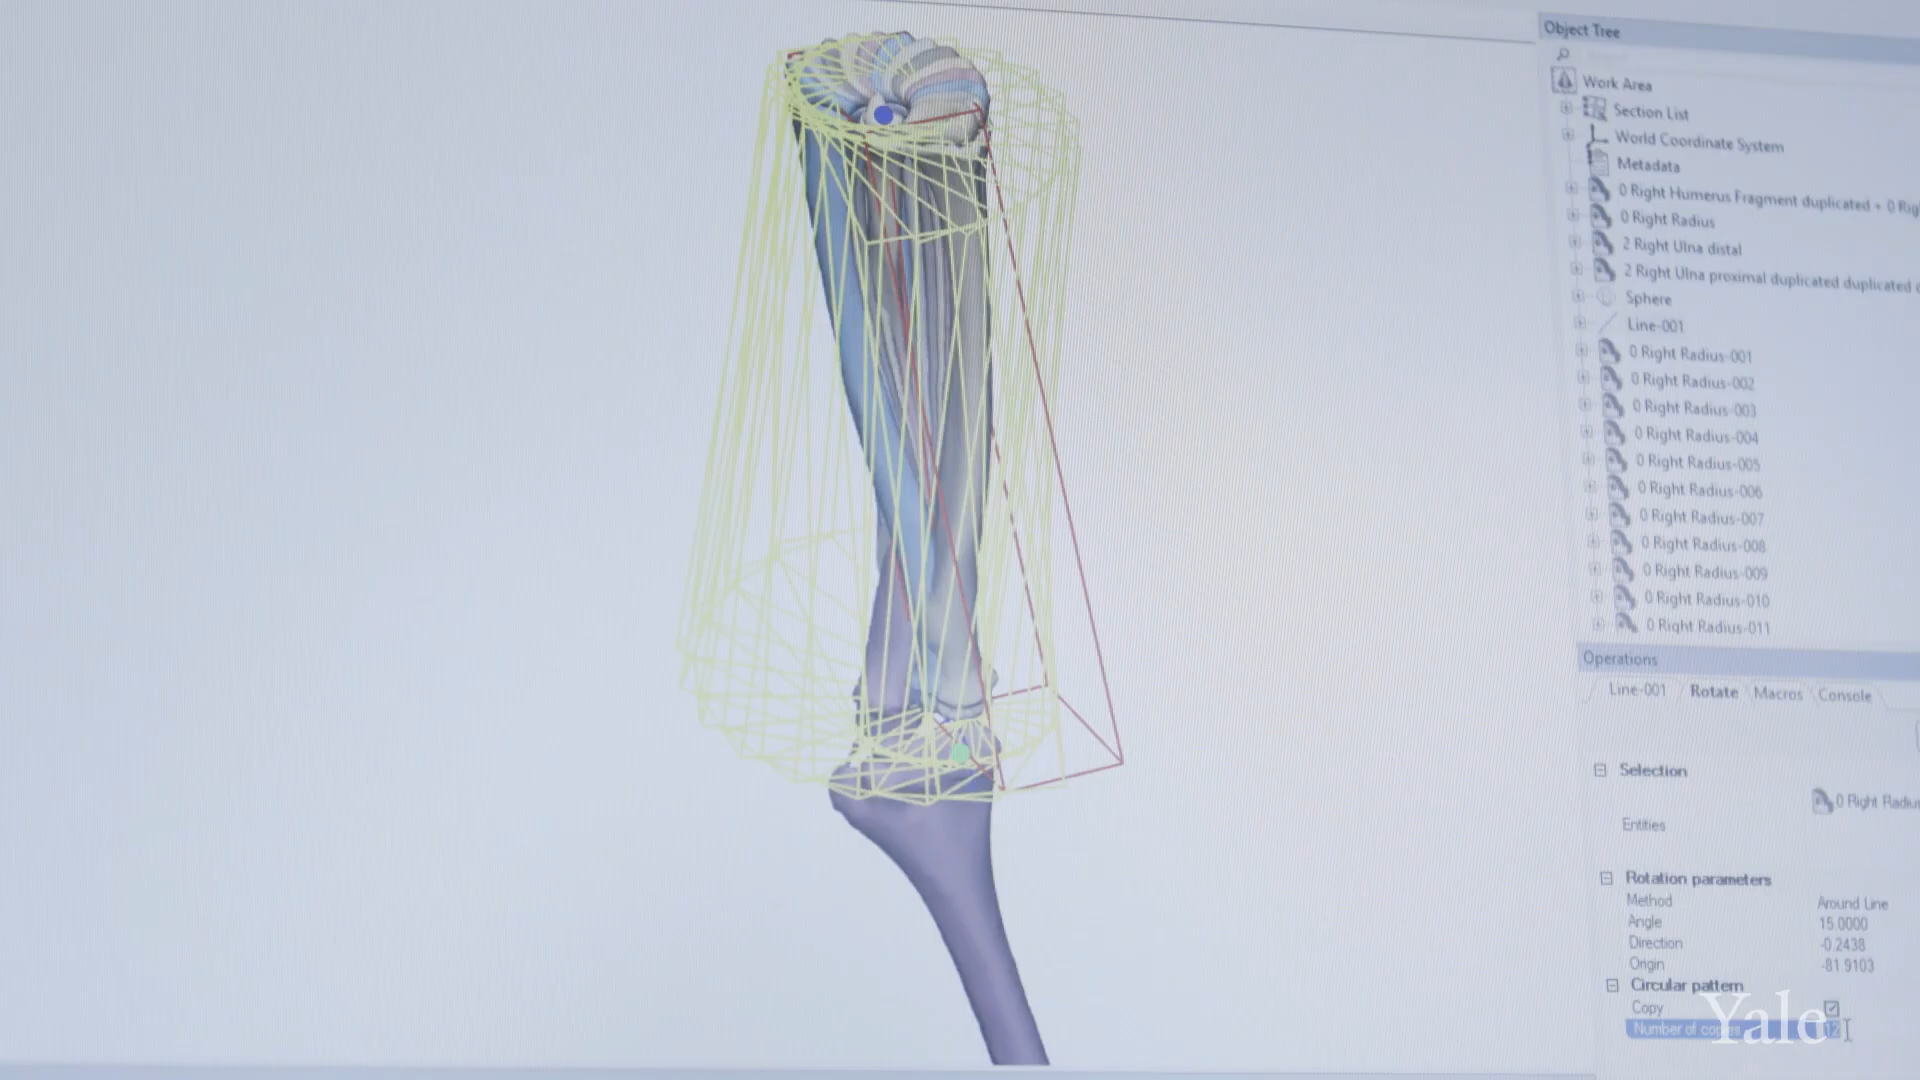 Object Tree
Work Area
Section List
World Coordinate System
Metadata
0 Right Humerus Fragment duplicated + 0 Rig
0 Right Radius
2 Right Ulna distal
2 Right Ulna proximal duplicated duplicated
Sphere
Line-001
0 Right Radius-001
0 Right Radius-002
0 Right Radius-003
0 Right Radius-004
0 Right Radius-005
0 Right Radius-006
0 Right Radius-007
0 Right Radius-008
0 Right Radius-009
0 Right Radius-010
0 Right Radius-011
Operations
Line-001 Rotate Macros Console
Selection
0 Right Radiu
Entities
Rotation parameters
Method Around Line
Angle 15.0000
Direction -0.2438
Origin -81.9103
Circular pattern
Copy
Number of 12
Yale